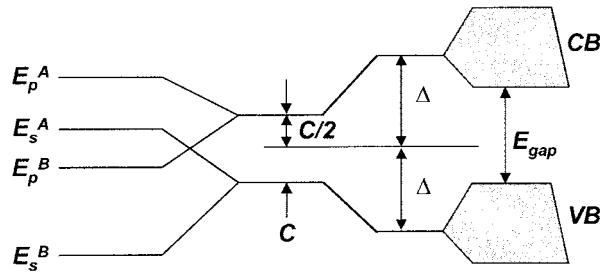 E_p^A
E_s^A
E_p^B
E_s^B
C/2
C
Δ
Δ
E_gap
CB
VB